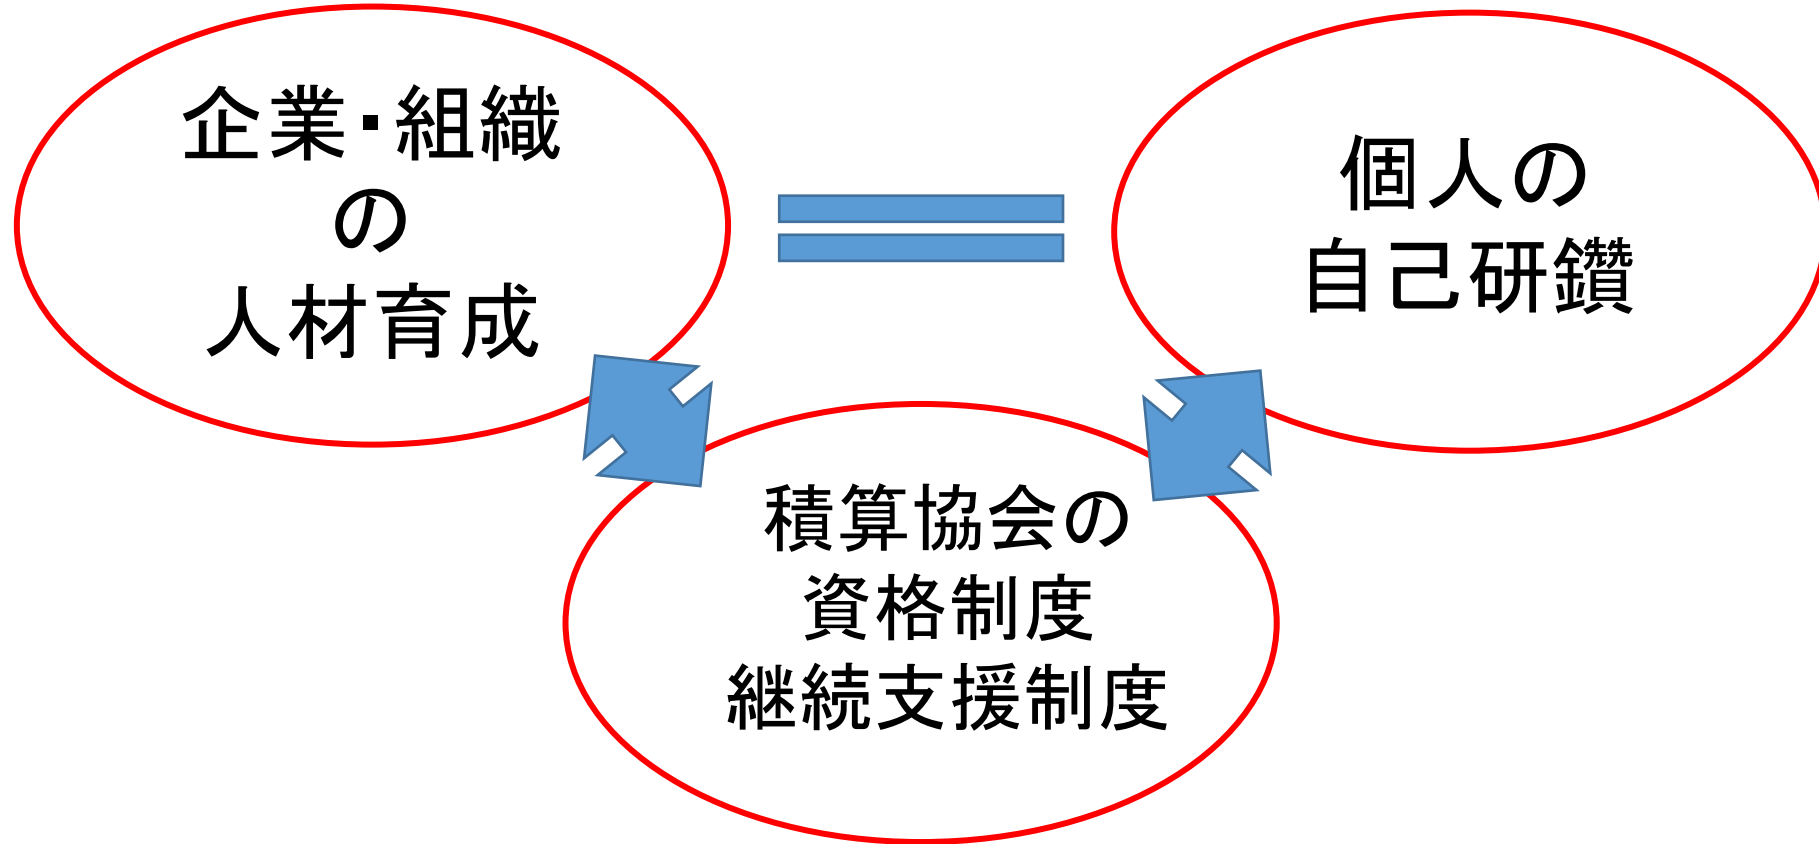 企業・組織
の
人材育成
個人の
自己研鑽
積算協会の
資格制度
継続支援制度